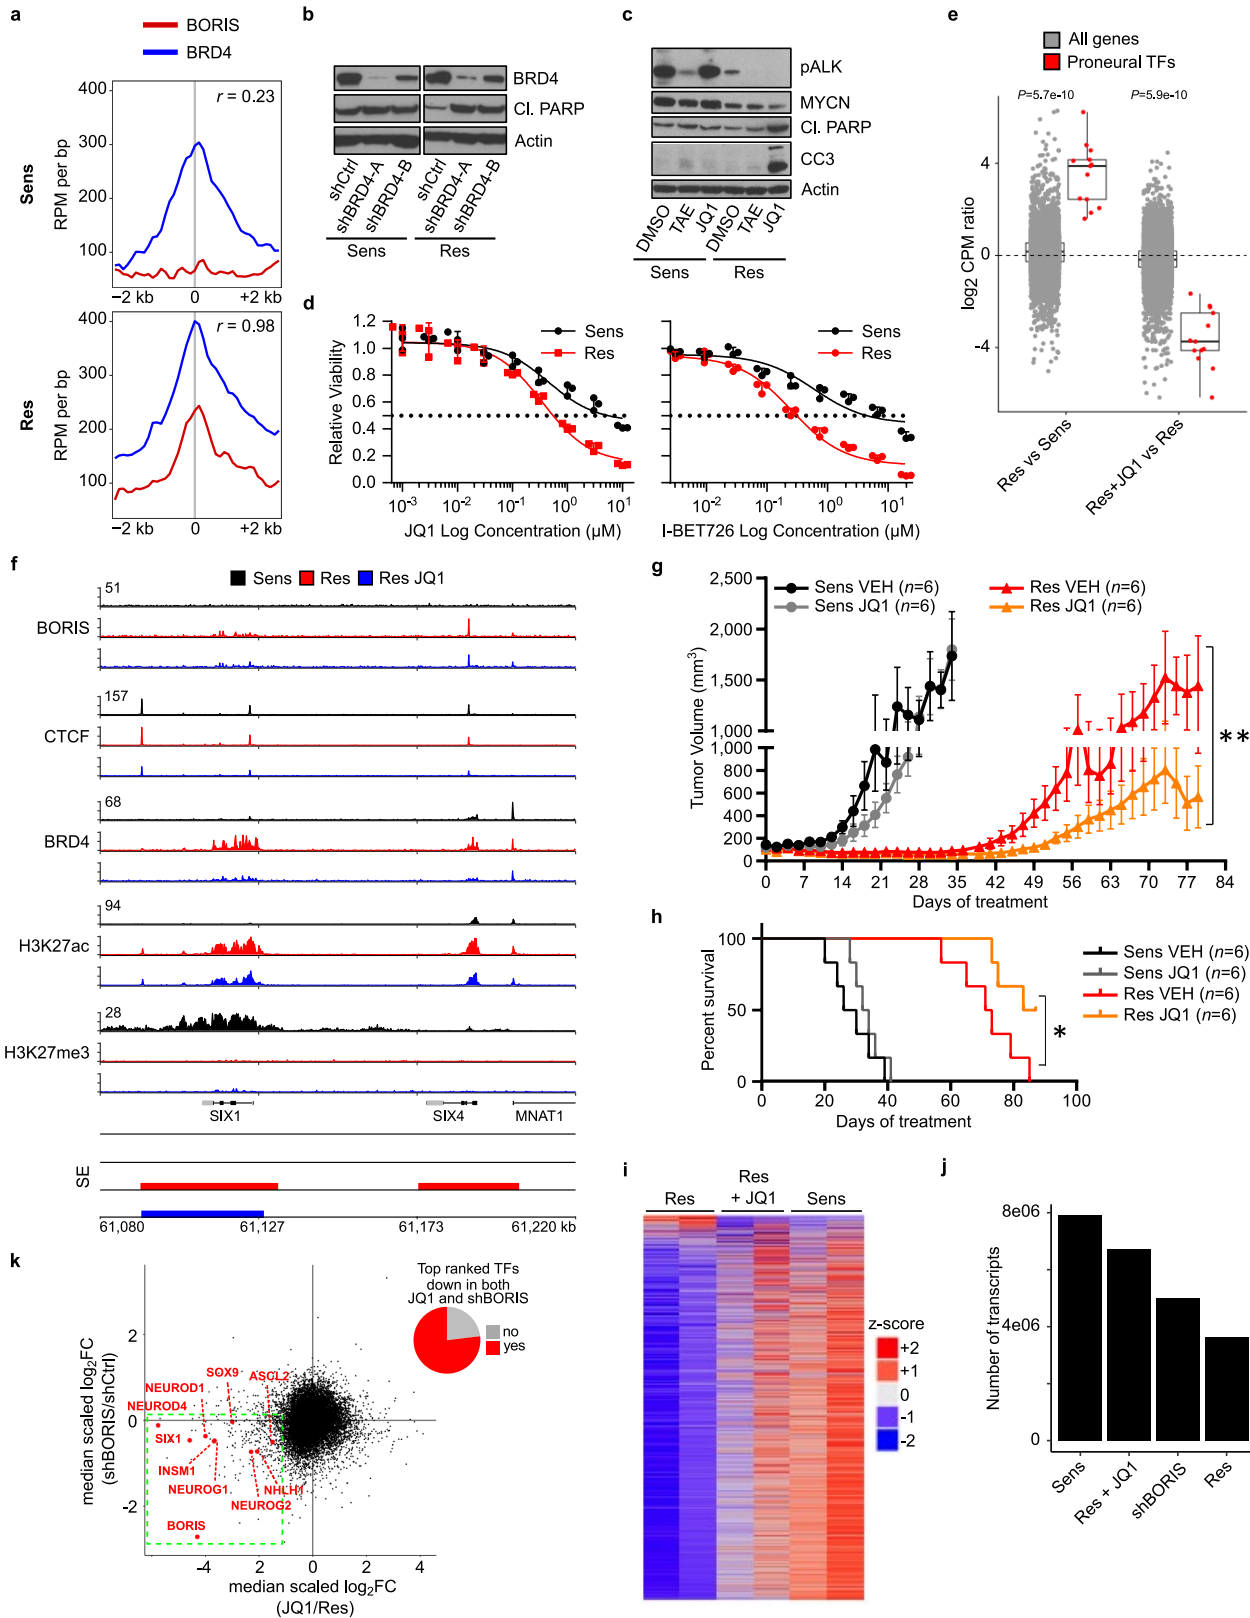 a
BORIS
BRD4
Sens
RPM per bp
400
300
200
100
r = 0.23
−2 kb
0
+2 kb
Res
RPM per bp
400
300
200
100
r = 0.98
−2 kb
0
+2 kb
b
BRD4
Cl. PARP
Actin
shCtrl
shBRD4-A
shBRD4-B
shCtrl
shBRD4-A
shBRD4-B
Sens
Res
c
pALK
MYCN
Cl. PARP
CC3
Actin
DMSO
TAE
JQ1
DMSO
TAE
JQ1
Sens
Res
d
Relative Viability
1.2
1.0
0.8
0.6
0.4
0.2
0.0
Sens
Res
10-3
10-2
10-1
100
101
JQ1 Log Concentration (µM)
Sens
Res
10-2
10-1
100
101
I-BET726 Log Concentration (µM)
e
All genes
Proneural TFs
P=5.7e-10
P=5.9e-10
log2 CPM ratio
4
0
-4
Res vs Sens
Res+JQ1 vs Res
f
Sens
Res
Res JQ1
51
BORIS
157
CTCF
68
BRD4
94
H3K27ac
28
H3K27me3
SIX1
SIX4
MNAT1
SE
61,080
61,127
61,173
61,220 kb
g
Sens VEH (n=6)
Sens JQ1 (n=6)
Res VEH (n=6)
Res JQ1 (n=6)
Tumor Volume (mm3)
2,500
2,000
1,500
1,000
1,000
800
600
400
200
0
0
7
14
21
28
35
42
49
56
63
70
77
84
Days of treatment
**
h
Percent survival
100
50
0
0
20
40
60
80
100
Days of treatment
Sens VEH (n=6)
Sens JQ1 (n=6)
Res VEH (n=6)
Res JQ1 (n=6)
*
i
Res
Res
+ JQ1
Sens
z-score
+2
+1
0
-1
-2
j
Number of transcripts
8e06
4e06
0
Sens
Res + JQ1
shBORIS
Res
k
Top ranked TFs
down in both
JQ1 and shBORIS
no
yes
median scaled log2FC
(shBORIS/shCtrl)
2
0
-2
SOX9
ASCL2
NEUROD1
NEUROD4
SIX1
INSM1
NEUROG1
NHLH1
NEUROG2
BORIS
-4
-2
0
2
4
median scaled log2FC
(JQ1/Res)